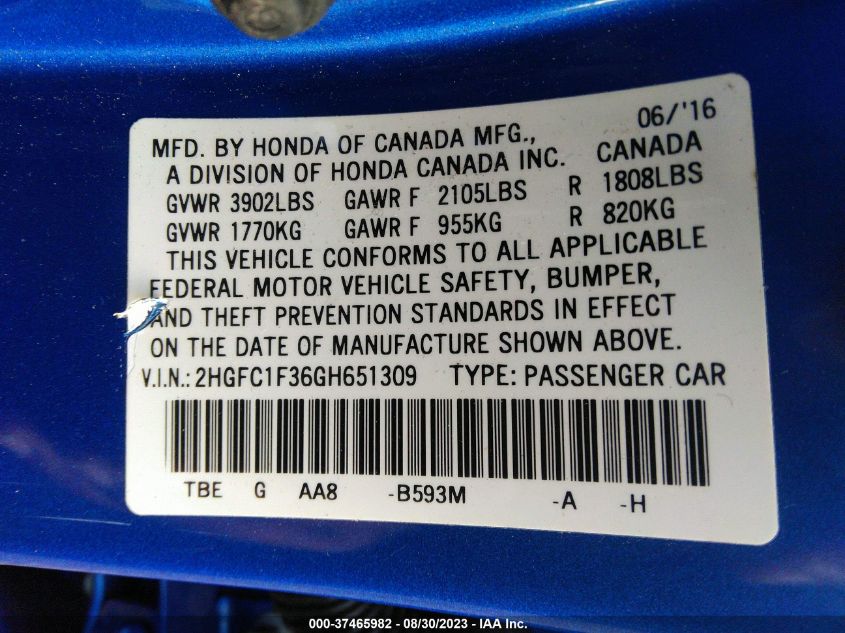 06/'16
MFD. BY HONDA OF CANADA MFG.,
A DIVISION OF HONDA CANADA INC. CANADA
GVWR 3902LBS GAWR F 2105LBS R 1808LBS
GVWR 1770KG GAWR F 955KG R 820KG
THIS VEHICLE CONFORMS TO ALL APPLICABLE
FEDERAL MOTOR VEHICLE SAFETY, BUMPER,
AND THEFT PREVENTION STANDARDS IN EFFECT
ON THE DATE OF MANUFACTURE SHOWN ABOVE.
V.I.N.: 2HGFC1F36GH651309 TYPE: PASSENGER CAR
TBE G AA8 -B593M -A -H
000-37465982 - 08/30/2023 - IAA Inc.